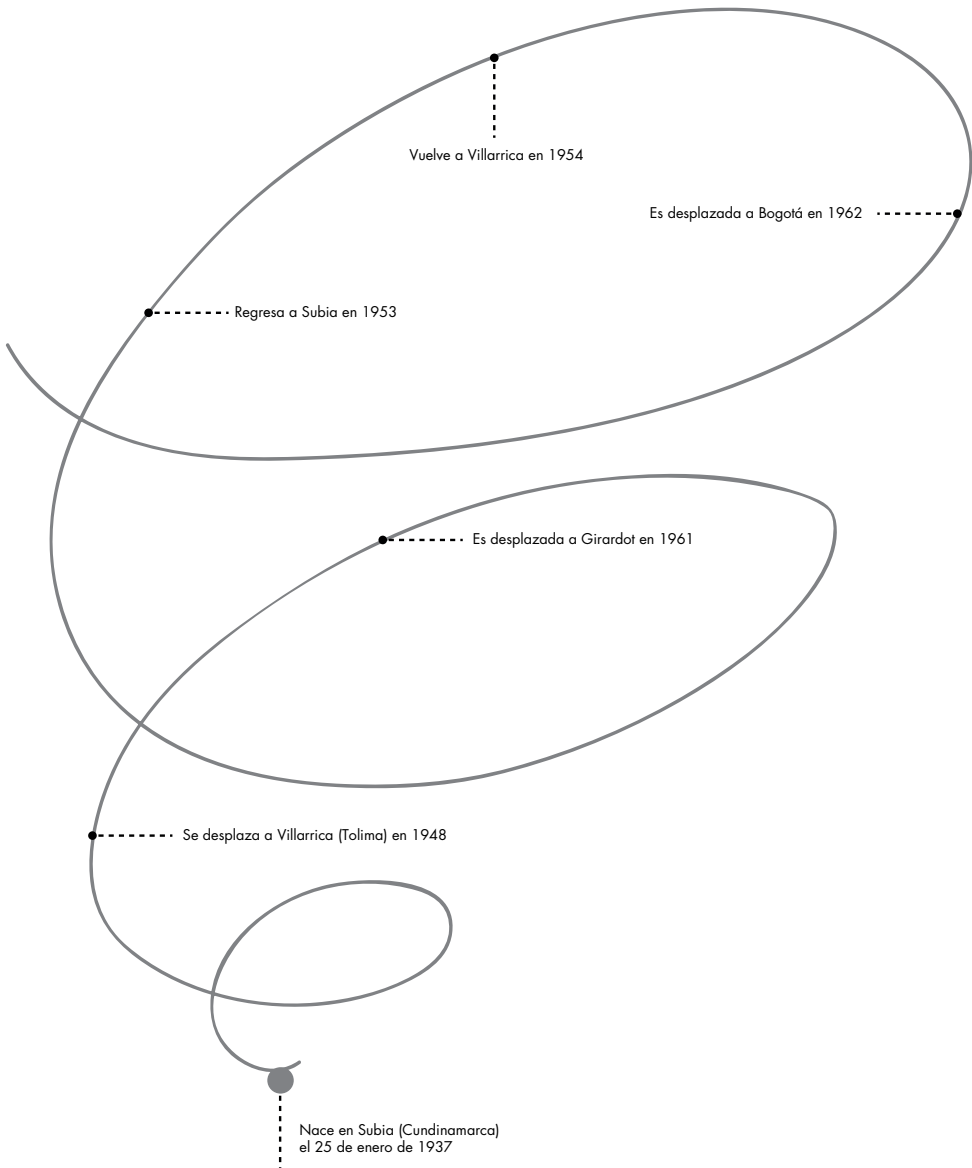 Vuelve a Villarrica en 1954
Es desplazada a Bogotá en 1962
Regresa a Subia en 1953
Es desplazada a Girardot en 1961
Se desplaza a Villarrica (Tolima) en 1948
Nace en Subia (Cundinamarca)
el 25 de enero de 1937